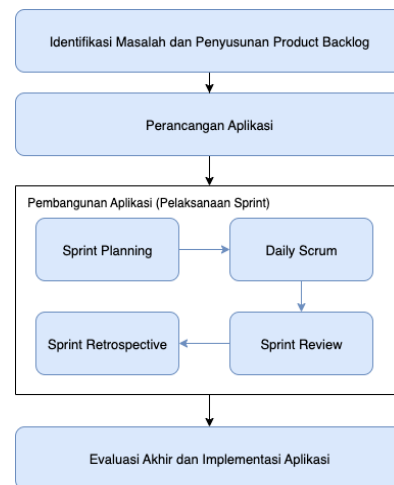 Identifikasi Masalah dan Penyusunan Product Backlog
Perancangan Aplikasi
Pembangunan Aplikasi (Pelaksanaan Sprint)
Sprint Planning
Daily Scrum
Sprint Retrospective
Sprint Review
Evaluasi Akhir dan Implementasi Aplikasi